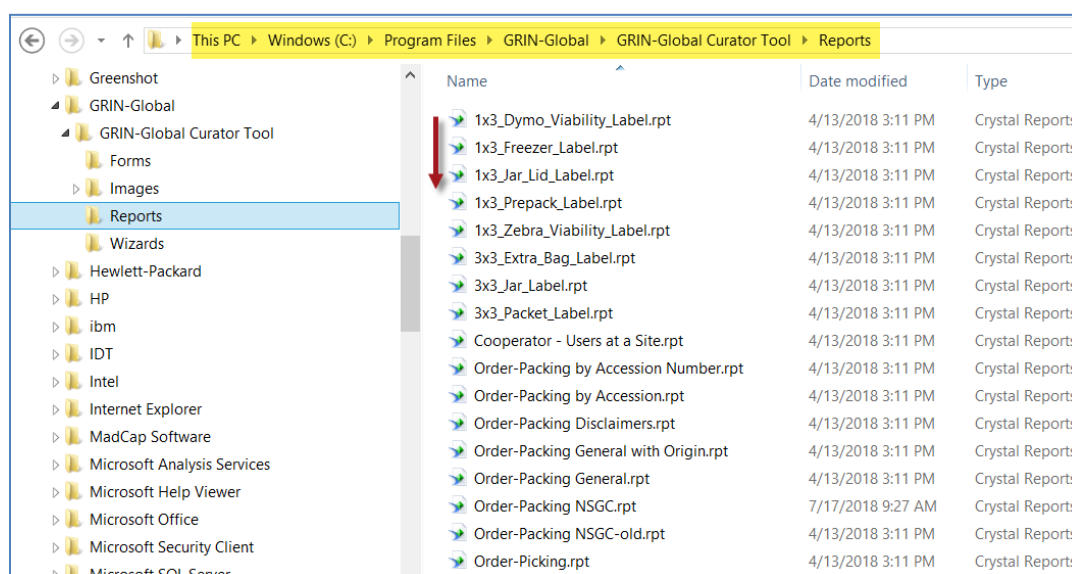 This PC Windows (C:) Program Files GRIN-Global GRIN-Global Curator Tool Reports
Greenshot
GRIN-Global
GRIN-Global Curator Tool
Forms
Images
Reports
Wizards
Hewlett-Packard
HP
ibm
IDT
Intel
Internet Explorer
MadCap Software
Microsoft Analysis Services
Microsoft Help Viewer
Microsoft Office
Microsoft Security Client
Microsoft SQL Server
Name Date modified Type
1x3_Dymo_Viability_Label.rpt 4/13/2018 3:11 PM Crystal Reports
1x3_Freezer_Label.rpt 4/13/2018 3:11 PM Crystal Reports
1x3_Jar_Lid_Label.rpt 4/13/2018 3:11 PM Crystal Reports
1x3_Prepack_Label.rpt 4/13/2018 3:11 PM Crystal Reports
1x3_Zebra_Viability_Label.rpt 4/13/2018 3:11 PM Crystal Reports
3x3_Extra_Bag_Label.rpt 4/13/2018 3:11 PM Crystal Reports
3x3_Jar_Label.rpt 4/13/2018 3:11 PM Crystal Reports
3x3_Packet_Label.rpt 4/13/2018 3:11 PM Crystal Reports
Cooperator - Users at a Site.rpt 4/13/2018 3:11 PM Crystal Reports
Order-Packing by Accession Number.rpt 4/13/2018 3:11 PM Crystal Reports
Order-Packing by Accession.rpt 4/13/2018 3:11 PM Crystal Reports
Order-Packing Disclaimers.rpt 4/13/2018 3:11 PM Crystal Reports
Order-Packing General with Origin.rpt 4/13/2018 3:11 PM Crystal Reports
Order-Packing General.rpt 4/13/2018 3:11 PM Crystal Reports
Order-Packing NSGC.rpt 7/17/2018 9:27 AM Crystal Reports
Order-Packing NSGC-old.rpt 4/13/2018 3:11 PM Crystal Reports
Order-Picking.rpt 4/13/2018 3:11 PM Crystal Reports